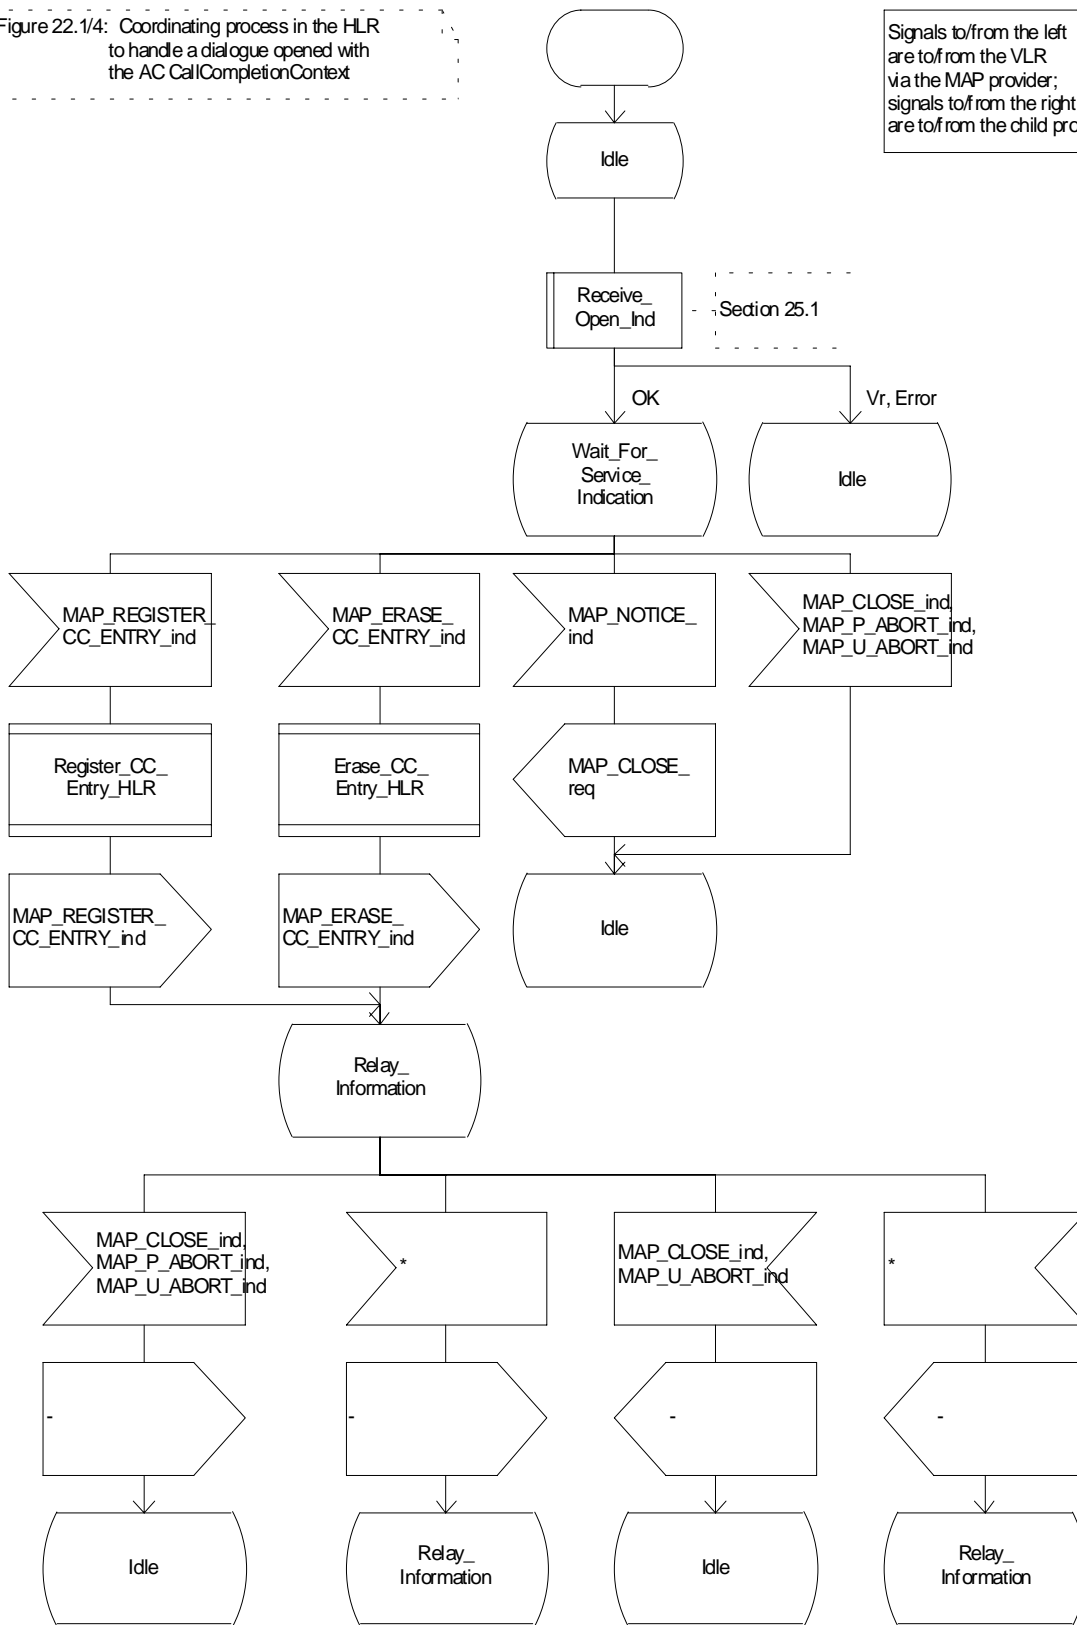 Figure 22.1/4: Coordinating process in the HLR
to handle a dialogue opened with
the AC CallCompletionContext
Signals to/from the left
are to/from the VLR
via the MAP provider;
signals to/from the right
are to/from the child
Idle
Receive_
Open_Ind
Section 25.1
OK
Vr, Error
Wait_For_
Service_
Indication
Idle
MAP_REGISTER_
CC_ENTRY_ind
MAP_ERASE_
CC_ENTRY_ind
MAP_NOTICE_
ind
MAP_CLOSE_ind,
MAP_P_ABORT_ind,
MAP_U_ABORT_ind
Register_CC_
Entry_HLR
Erase_CC_
Entry_HLR
MAP_CLOSE_
req
MAP_REGISTER_
CC_ENTRY_ind
MAP_ERASE_
CC_ENTRY_ind
Idle
Relay_
Information
MAP_CLOSE_ind,
MAP_P_ABORT_ind,
MAP_U_ABORT_ind
*
MAP_CLOSE_ind,
MAP_U_ABORT_ind
*
-
-
-
-
Idle
Relay_
Information
Idle
Relay_
Information